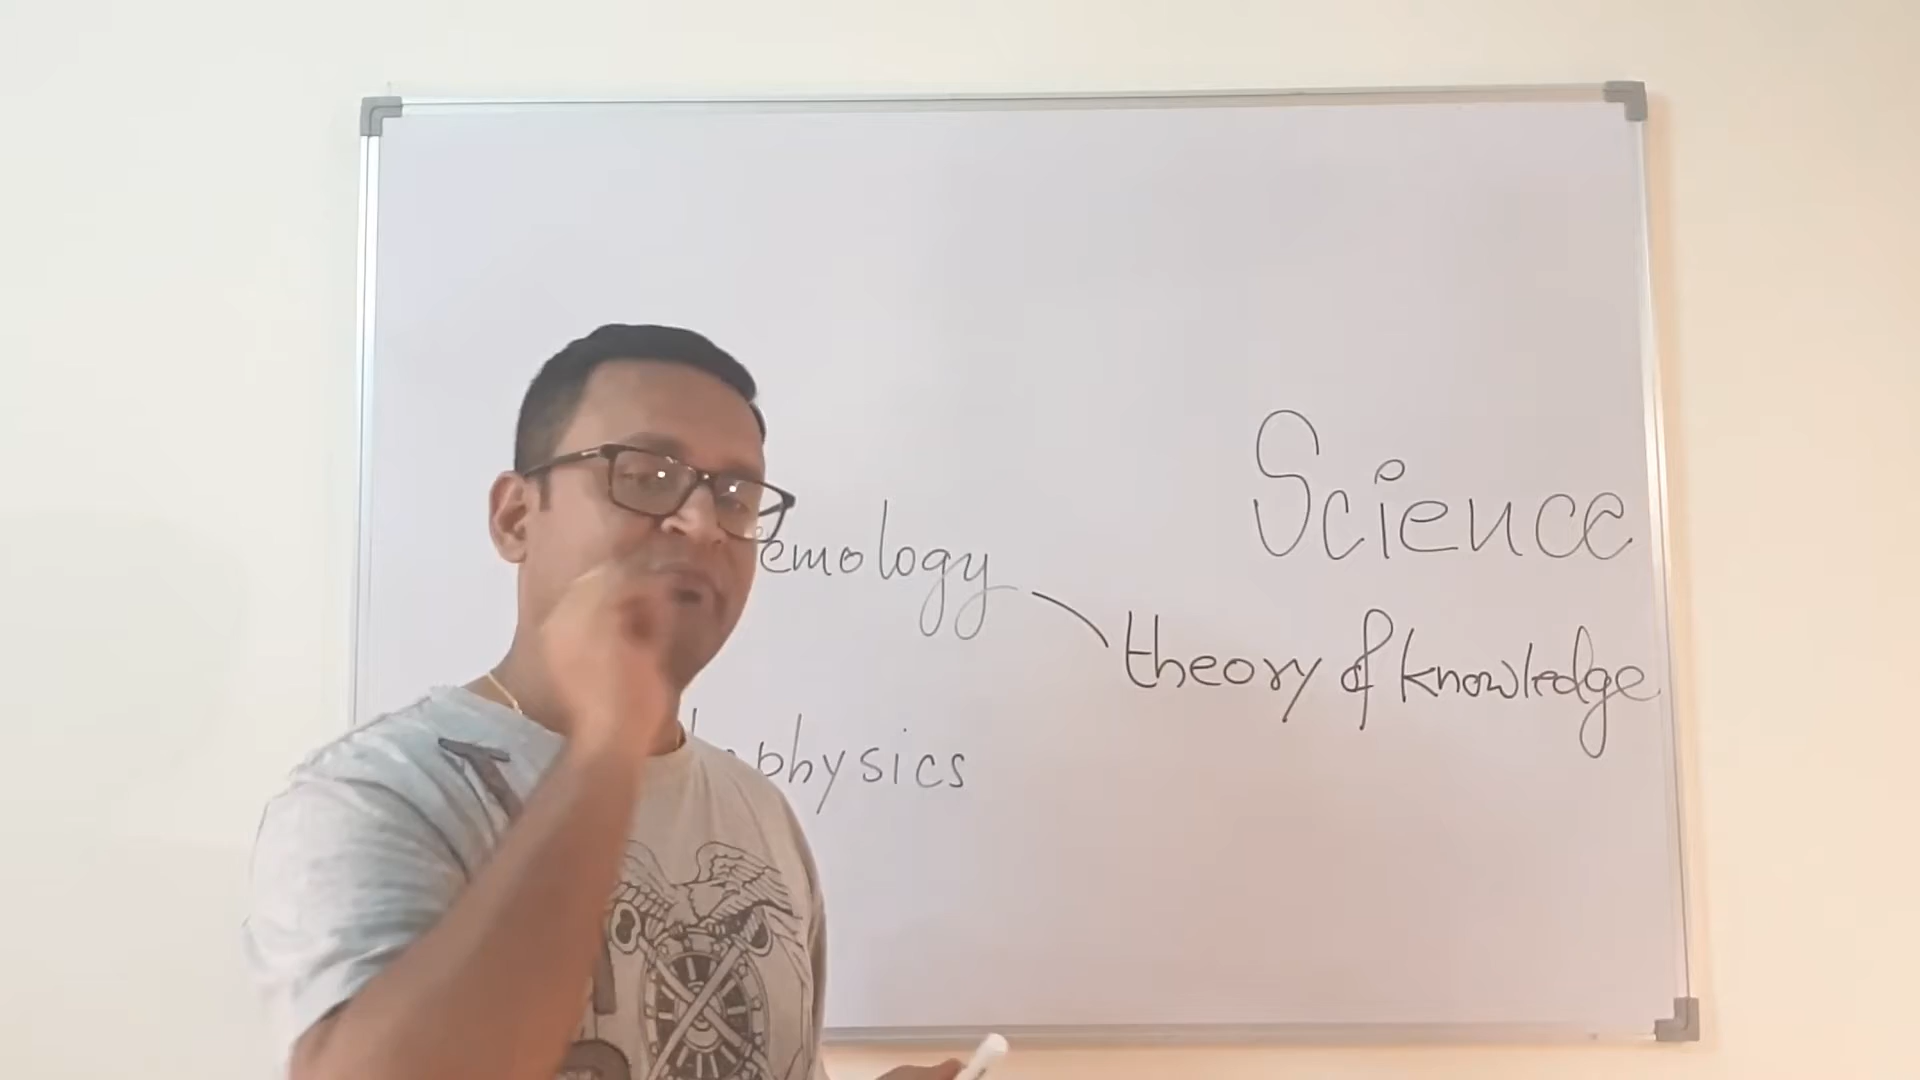 Science
emology
theory of knowledge
physics